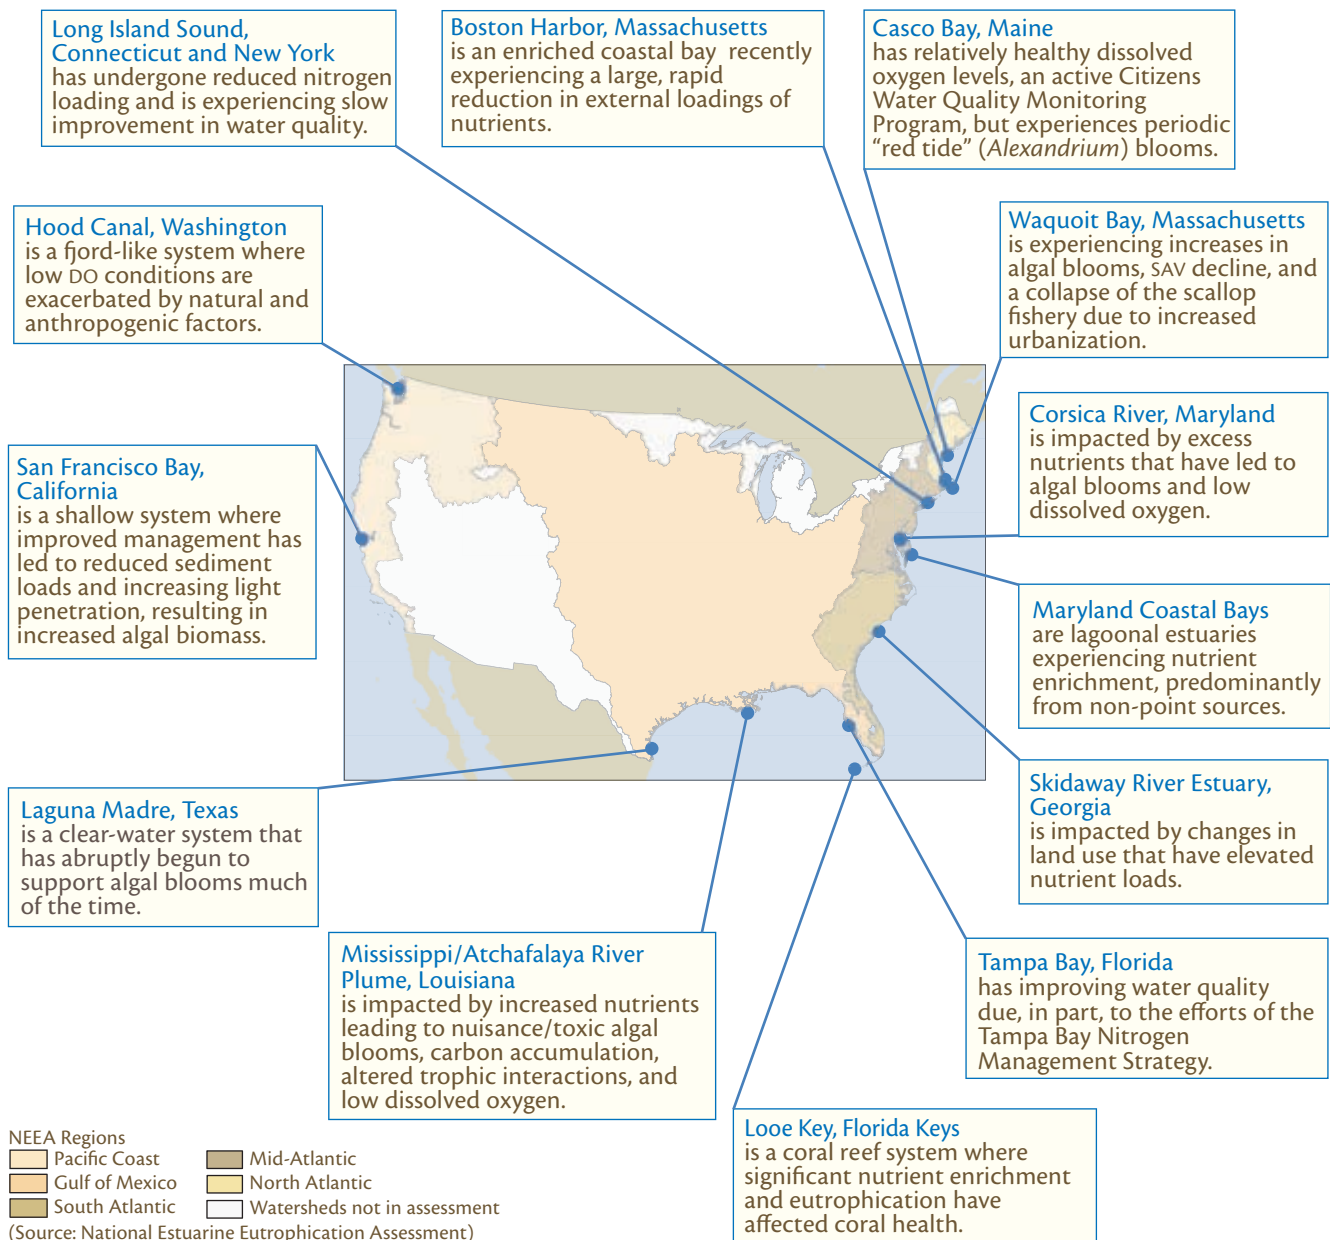 Long Island Sound,
Connecticut and New York
has undergone reduced nitrogen
loading and is experiencing slow
improvement in water quality.
Boston Harbor, Massachusetts
is an enriched coastal bay recently
experiencing a large, rapid
reduction in external loadings of
nutrients.
Casco Bay, Maine
has relatively healthy dissolved
oxygen levels, an active Citizens
Water Quality Monitoring
Program, but experiences periodic
“red tide” (Alexandrium) blooms.
Hood Canal, Washington
is a fjord-like system where
low DO conditions are
exacerbated by natural and
anthropogenic factors.
Waquoit Bay, Massachusetts
is experiencing increases in
algal blooms, SAV decline, and
a collapse of the scallop
fishery due to increased
urbanization.
Corsica River, Maryland
is impacted by excess
nutrients that have led to
algal blooms and low
dissolved oxygen.
San Francisco Bay,
California
is a shallow system where
improved management has
led to reduced sediment
loads and increasing light
penetration, resulting in
increased algal biomass.
Maryland Coastal Bays
are lagoonal estuaries
experiencing nutrient
enrichment, predominantly
from non-point sources.
Skidaway River Estuary,
Georgia
is impacted by changes in
land use that have elevated
nutrient loads.
Laguna Madre, Texas
is a clear-water system that
has abruptly begun to
support algal blooms much
of the time.
Mississippi/Atchafalaya River
Plume, Louisiana
is impacted by increased nutrients
leading to nuisance/toxic algal
blooms, carbon accumulation,
altered trophic interactions, and
low dissolved oxygen.
Tampa Bay, Florida
has improving water quality
due, in part, to the efforts of the
Tampa Bay Nitrogen
Management Strategy.
Looe Key, Florida Keys
is a coral reef system where
significant nutrient enrichment
and eutrophication have
affected coral health.
NEEA Regions
Pacific Coast
Gulf of Mexico
South Atlantic
Mid-Atlantic
North Atlantic
Watersheds not in assessment
(Source: National Estuarine Eutrophication Assessment)